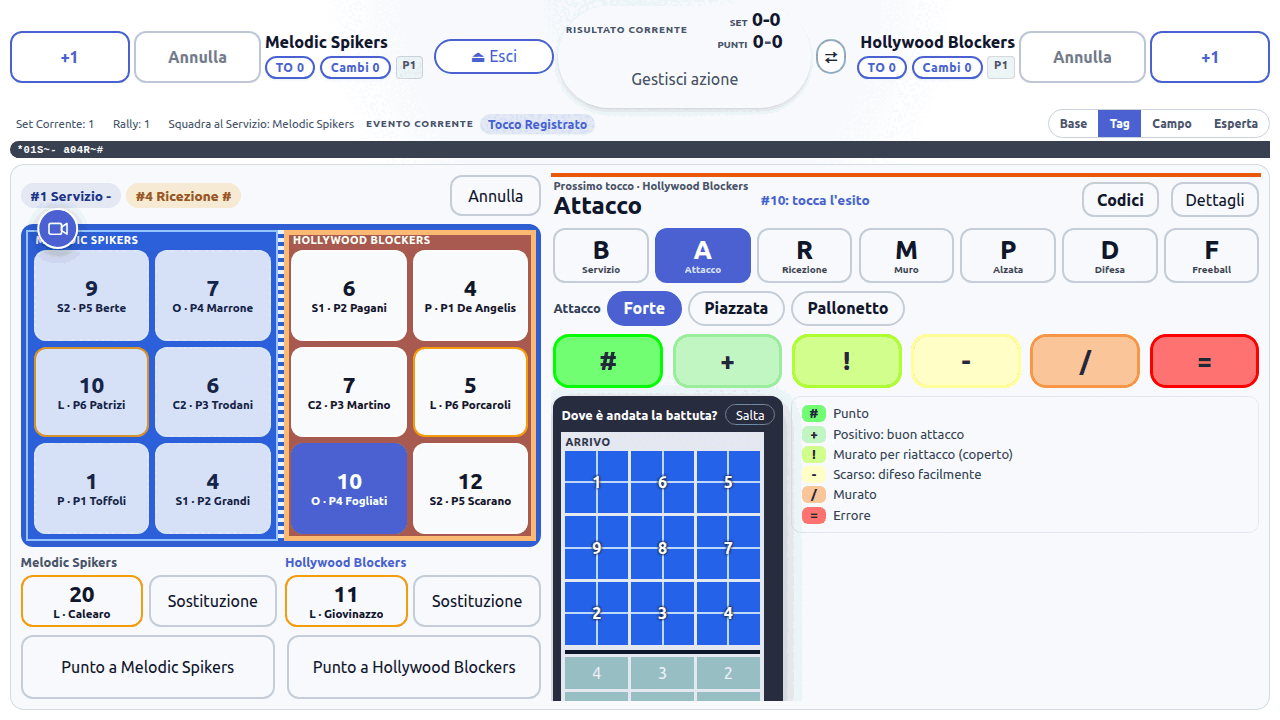 +1
Annulla
Melodic Spikers
TO 0
Cambi 0
P1
⏏ Esci
RISULTATO CORRENTE
SET 0-0
PUNTI 0-0
Gestisci azione
⇄
Hollywood Blockers
TO 0
Cambi 0
P1
Annulla
+1
Set Corrente: 1
Rally: 1
Squadra al Servizio: Melodic Spikers
EVENTO CORRENTE
Tocco Registrato
Base
Tag
Campo
Esperta
*01S~- a04R~#
#1 Servizio -
#4 Ricezione #
Annulla
SPIKERS
HOLLYWOOD BLOCKERS
9
S2 · P5 Berte
7
O · P4 Marrone
6
S1 · P2 Pagani
4
P · P1 De Angelis
10
L · P6 Patrizi
6
C2 · P3 Trodani
7
C2 · P3 Martino
5
L · P6 Porcaroli
1
P · P1 Toffoli
4
S1 · P2 Grandi
10
O · P4 Fogliati
12
S2 · P5 Scarano
Melodic Spikers
Hollywood Blockers
20
L · Calearo
Sostituzione
11
L · Giovinazzo
Sostituzione
Punto a Melodic Spikers
Punto a Hollywood Blockers
Prossimo tocco · Hollywood Blockers
Attacco
#10: tocca l'esito
Codici
Dettagli
B
Servizio
A
Attacco
R
Ricezione
M
Muro
P
Alzata
D
Difesa
F
Freeball
Attacco
Forte
Piazzata
Pallonetto
# + ! - / =
Dove è andata la battuta?
Salta
ARRIVO
1 6 5
9 8 7
2 3 4
4 3 2
# Punto
+ Positivo: buon attacco
! Murato per riattacco (coperto)
- Scarso: difeso facilmente
/ Murato
= Errore